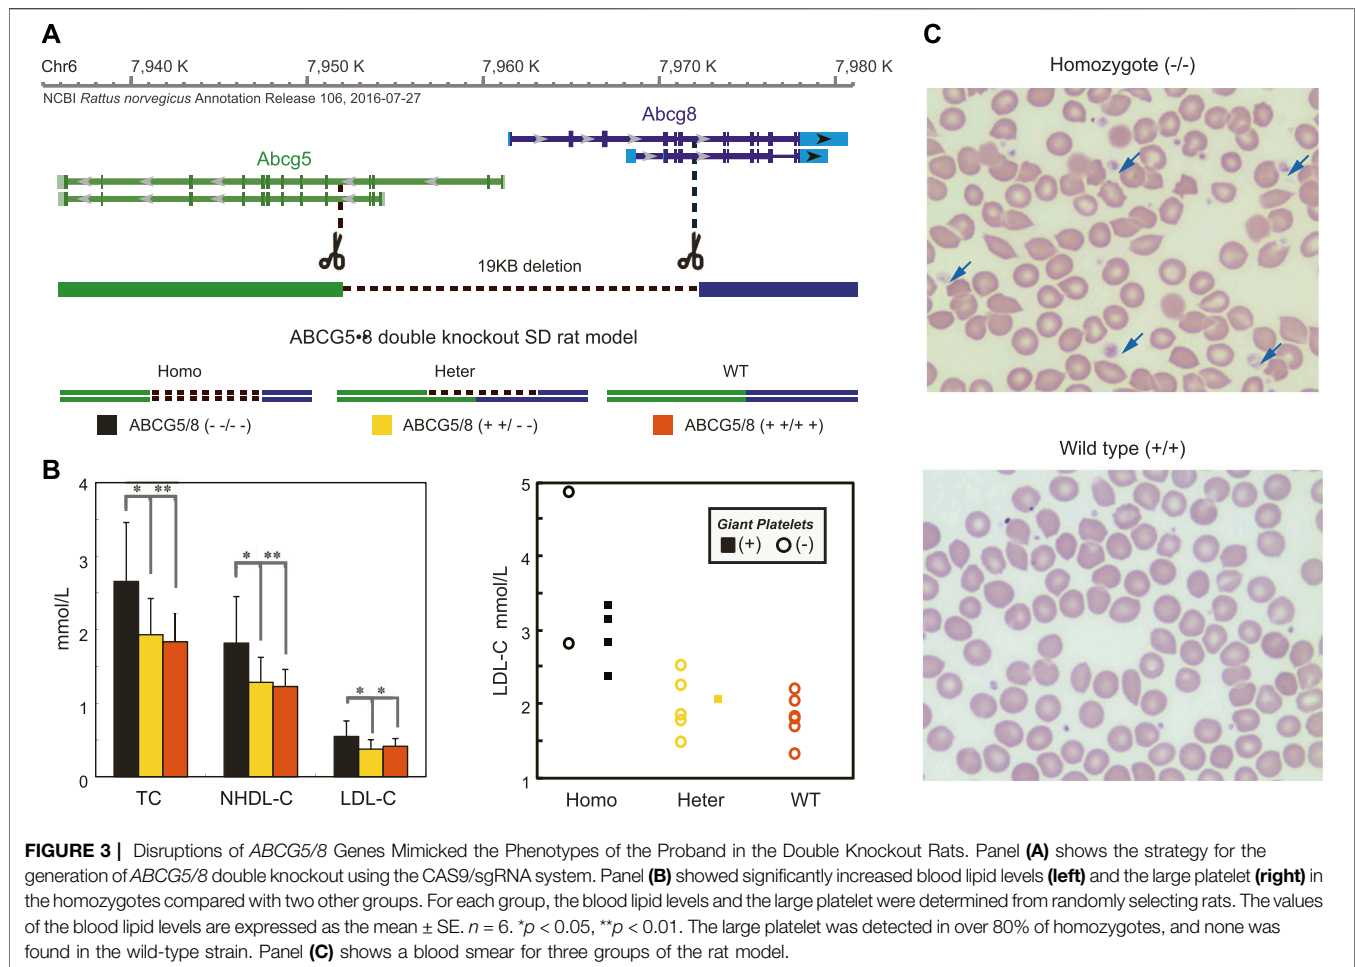 A
Chr6 7,940 K 7,950 K 7,960 K 7,970 K 7,980 K
NCBI Rattus norvegicus Annotation Release 106, 2016-07-27
Abcg8
Abcg5
19KB deletion
ABCG5•8 double knockout SD rat model
Homo Heter WT
ABCG5/8 (- -/- -) ABCG5/8 (+ +/ - -) ABCG5/8 (+ +/+ +)
B
4
3
2
1
0
mmol/L
* **
* **
* *
TC NHDL-C LDL-C
5
4
3
2
1
LDL-C mmol/L
Giant Platelets
(+) (-)
Homo Heter WT
C
Homozygote (-/-)
Wild type (+/+)
FIGURE 3 | Disruptions of ABCG5/8 Genes Mimicked the Phenotypes of the Proband in the Double Knockout Rats. Panel (A) shows the strategy for the
generation of ABCG5/8 double knockout using the CAS9/sgRNA system. Panel (B) showed significantly increased blood lipid levels (left) and the large platelet (right) in
the homozygotes compared with two other groups. For each group, the blood lipid levels and the large platelet were determined from randomly selecting rats. The values
of the blood lipid levels are expressed as the mean ± SE. n = 6. *p < 0.05, **p < 0.01. The large platelet was detected in over 80% of homozygotes, and none was
found in the wild-type strain. Panel (C) shows a blood smear for three groups of the rat model.